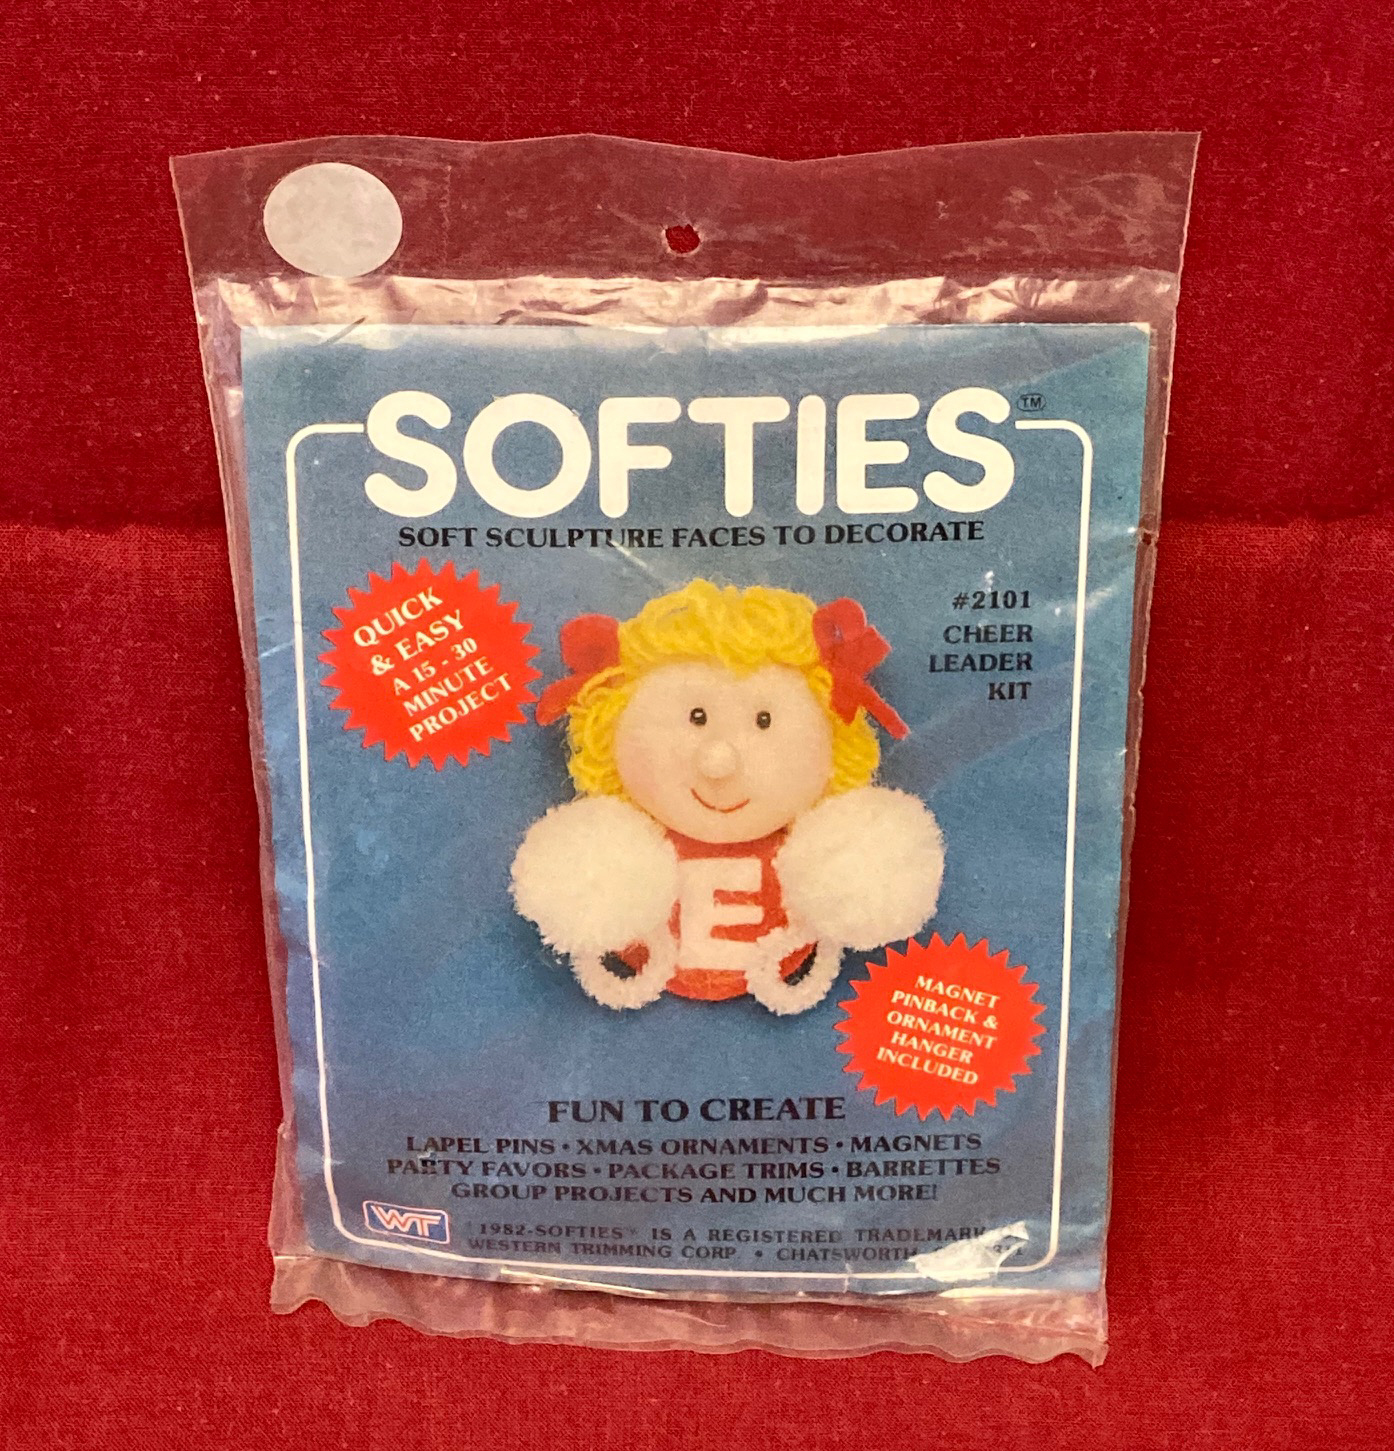 SOFTIES TM
SOFT SCULPTURE FACES TO DECORATE
QUICK
& EASY
A 15 - 30
MINUTE
PROJECT
#2101
CHEER
LEADER
KIT
E
MAGNET
PINBACK &
ORNAMENT
HANGER
INCLUDED
FUN TO CREATE
LAPEL PINS • XMAS ORNAMENTS • MAGNETS
PARTY FAVORS • PACKAGE TRIMS • BARRETTES
GROUP PROJECTS AND MUCH MORE!
WT
1982-SOFTIES™ IS A REGISTERED TRADEMARK
WESTERN TRIMMING CORP. • CHATSWORTH